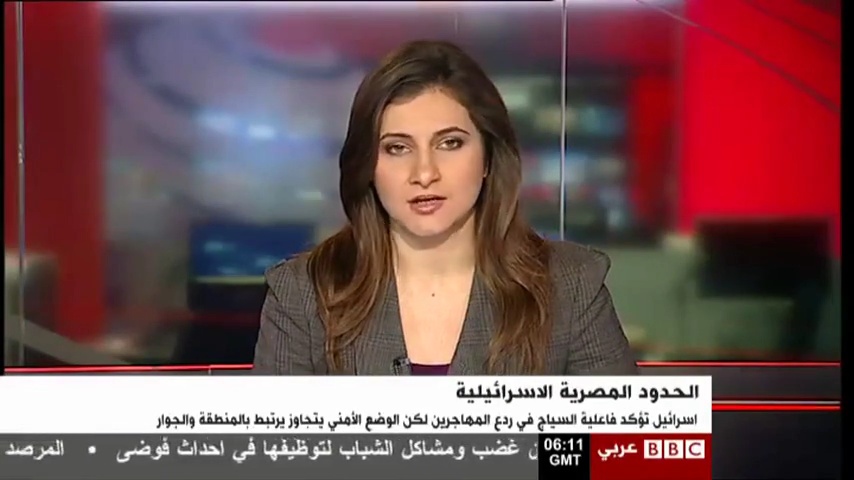 الحدود المصرية الاسرائيلية
اسرائيل تؤكد فاعلية السياج في ردع المهاجرين لكن الوضع الأمني يتجاوز يرتبط بالمنطقة والجوار
BBC عربي
06:11
GMT
غضب ومشاكل الشباب لتوظيفها في احداث فوضى • المرصد